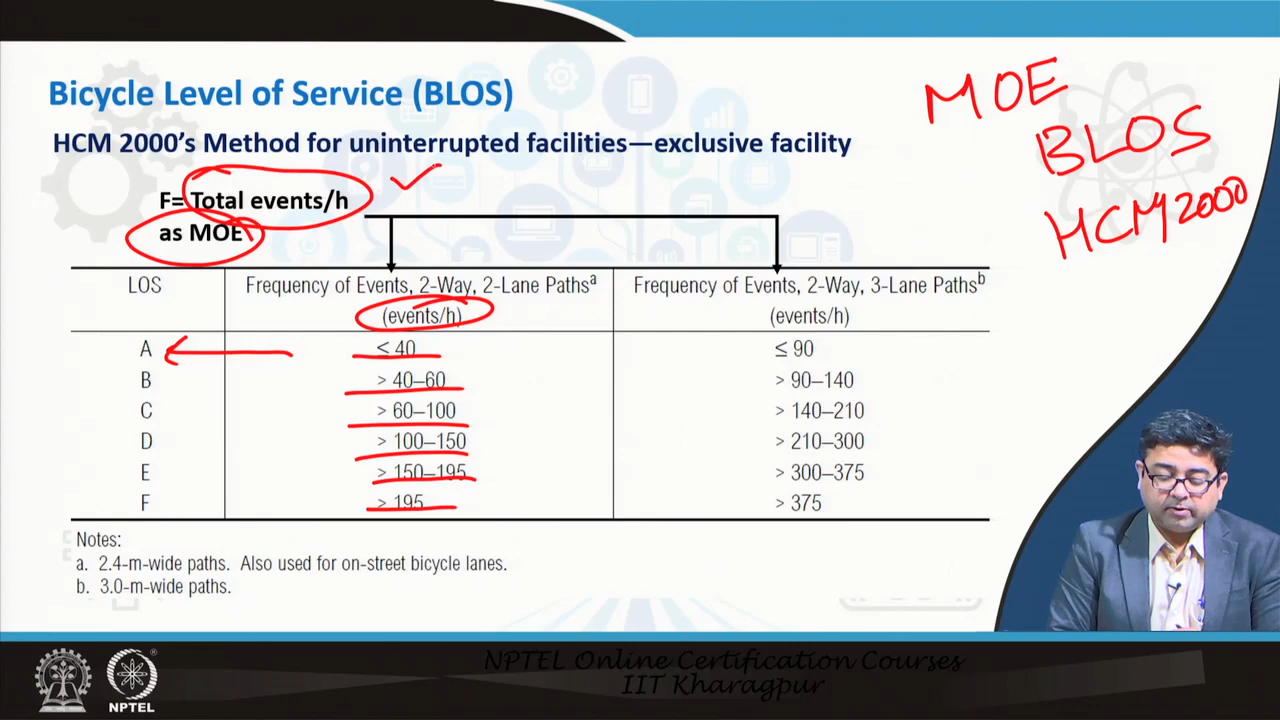 Bicycle Level of Service (BLOS)
HCM 2000's Method for uninterrupted facilities—exclusive facility
F= Total events/h
as MOE
MOE
BLOS
HCM2000
LOS Frequency of Events, 2-Way, 2-Lane Pathsᵃ Frequency of Events, 2-Way, 3-Lane Pathsᵇ
(events/h) (events/h)
A ≤ 40 ≤ 90
B > 40–60 > 90–140
C > 60–100 > 140–210
D > 100–150 > 210–300
E > 150–195 > 300–375
F > 195 > 375
Notes:
a. 2.4-m-wide paths. Also used for on-street bicycle lanes.
b. 3.0-m-wide paths.
NPTEL Online Certification Courses
IIT Kharagpur
NPTEL